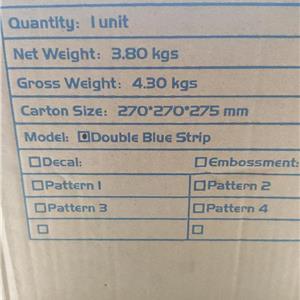 Quantity: 1 unit
Net Weight: 3.80 kgs
Gross Weight: 4.30 kgs
Carton Size: 270*270*275 mm
Model: ☑Double Blue Strip
☐Decal: ☐Embossment:
☐Pattern 1 ☐Pattern 2
☐Pattern 3 ☐Pattern 4
☐ ☐